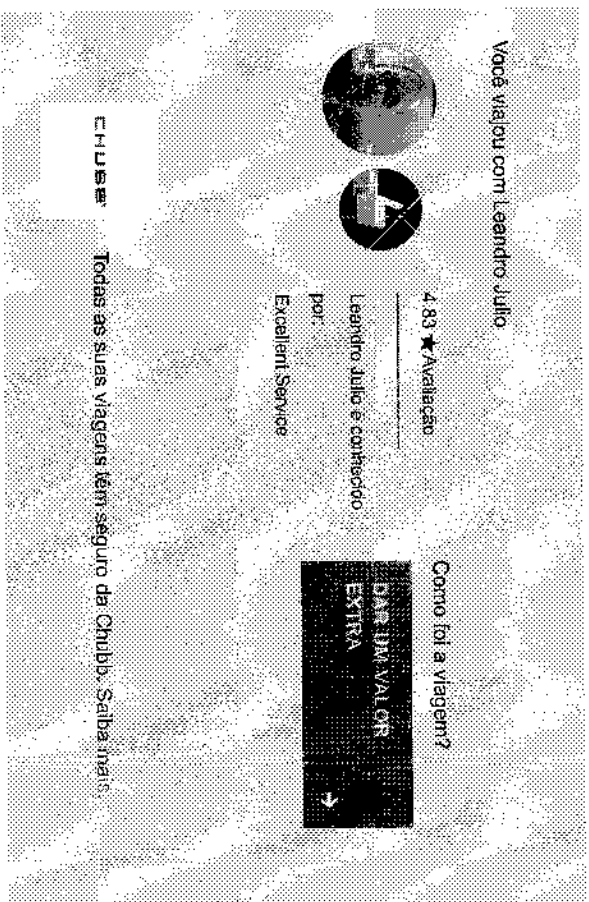 Você viajou com Leandro Julio
4.83 ★ Avaliação
Leandro Julio é conhecido
por:
Excellent Service
Como foi a viagem?
DAR UM VALOR
EXTRA
CHUBB
Todas as suas viagens têm seguro da Chubb. Saiba mais.